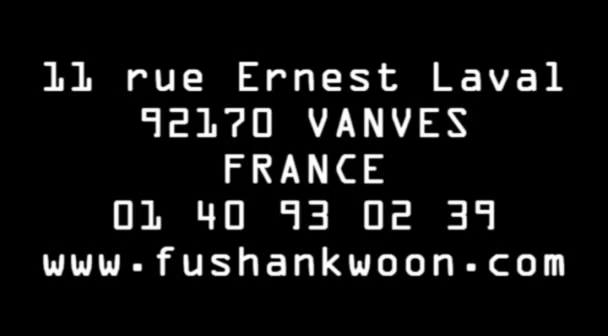 11 rue Ernest Laval
92170 VANVES
FRANCE
01 40 93 02 39
www.fushankwoon.com